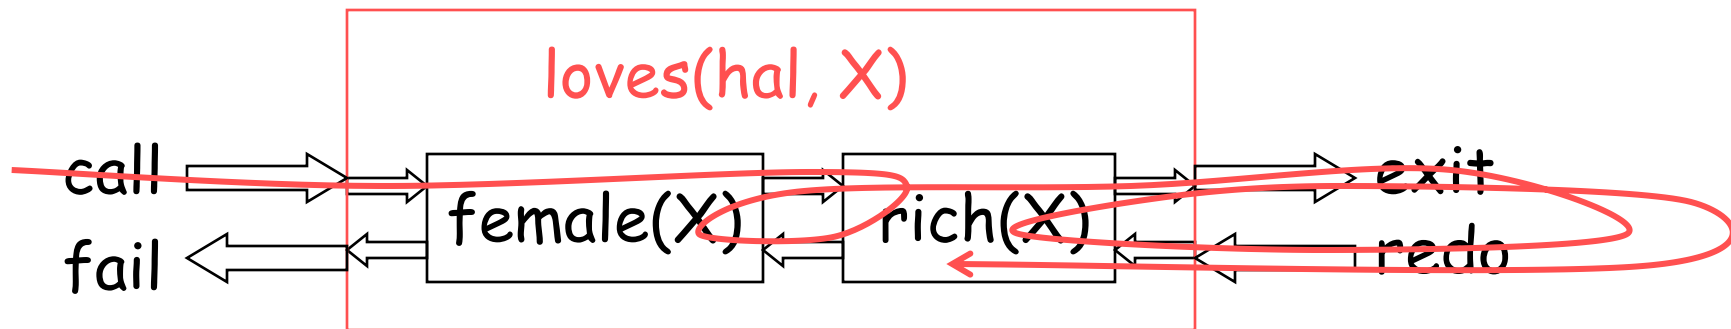 loves(hal, X)
call
exit
female(X)
rich(X)
fail
redo